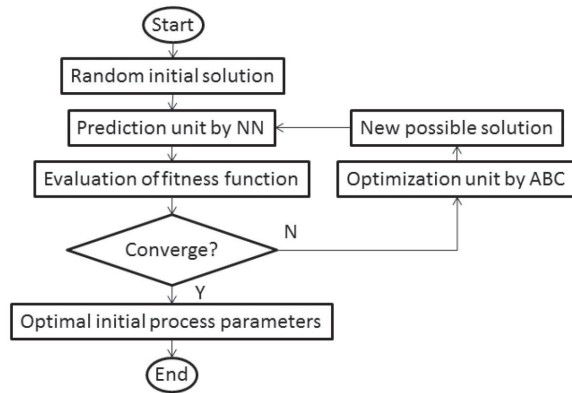 Start
Random initial solution
Prediction unit by NN
New possible solution
Evaluation of fitness function
Optimization unit by ABC
Converge?
N
Y
Optimal initial process parameters
End